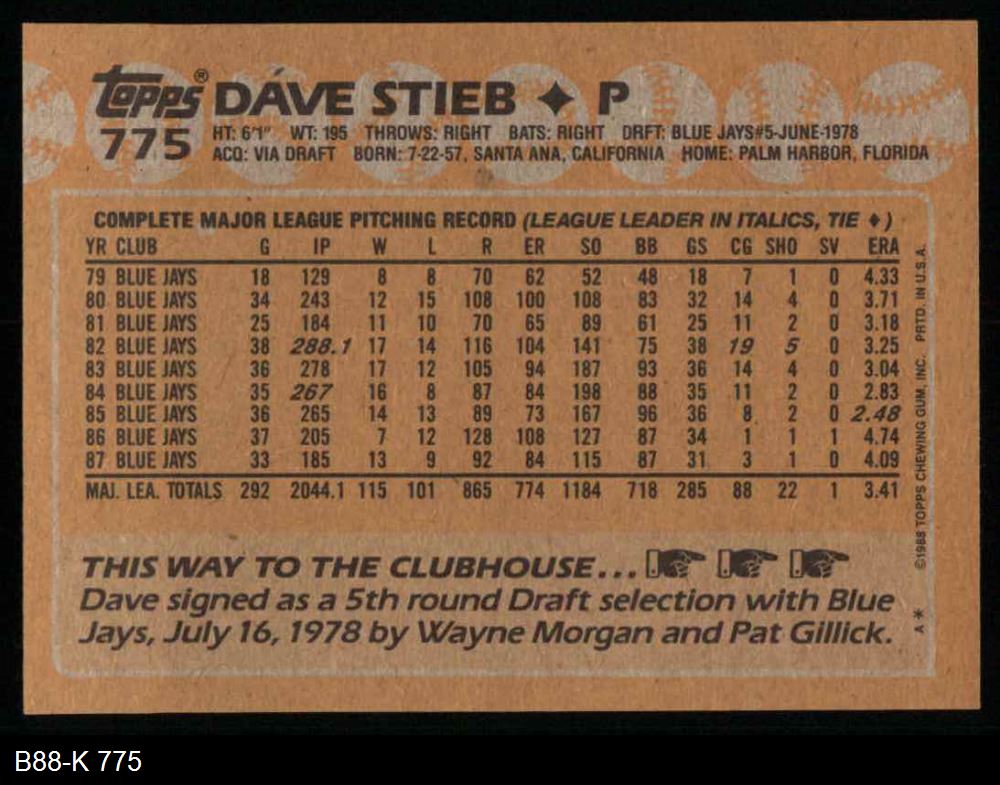 Topps® DAVE STIEB ✦ P
775 HT: 6'1" WT: 195 THROWS: RIGHT BATS: RIGHT DRFT: BLUE JAYS#5-JUNE-1978
ACQ: VIA DRAFT BORN: 7-22-57, SANTA ANA, CALIFORNIA HOME: PALM HARBOR, FLORIDA
COMPLETE MAJOR LEAGUE PITCHING RECORD (LEAGUE LEADER IN ITALICS, TIE ♦)
YR CLUB G IP W L R ER SO BB GS CG SHO SV ERA
79 BLUE JAYS 18 129 8 8 70 62 52 48 18 7 1 0 4.33
80 BLUE JAYS 34 243 12 15 108 100 108 83 32 14 4 0 3.71
81 BLUE JAYS 25 184 11 10 70 65 89 61 25 11 2 0 3.18
82 BLUE JAYS 38 288.1 17 14 116 104 141 75 38 19 5 0 3.25
83 BLUE JAYS 36 278 17 12 105 94 187 93 36 14 4 0 3.04
84 BLUE JAYS 35 267 16 8 87 84 198 88 35 11 2 0 2.83
85 BLUE JAYS 36 265 14 13 89 73 167 96 36 8 2 0 2.48
86 BLUE JAYS 37 205 7 12 128 108 127 87 34 1 1 1 4.74
87 BLUE JAYS 33 185 13 9 92 84 115 87 31 3 1 0 4.09
MAJ. LEA. TOTALS 292 2044.1 115 101 865 774 1184 718 285 88 22 1 3.41
THIS WAY TO THE CLUBHOUSE...
Dave signed as a 5th round Draft selection with Blue
Jays, July 16, 1978 by Wayne Morgan and Pat Gillick.
A * ©1988 TOPPS CHEWING GUM, INC. PRTD. IN U.S.A.
B88-K 775